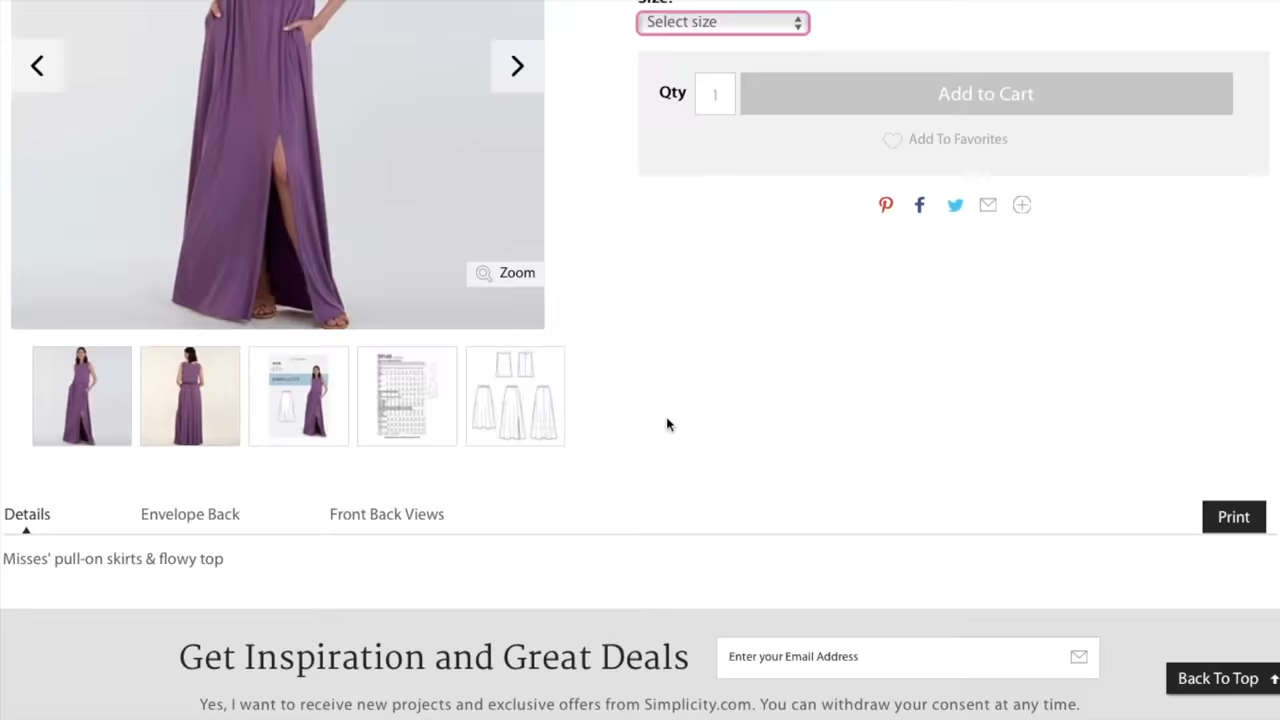 Size:
Select size
Qty
1
Add to Cart
Add To Favorites
Zoom
Details
Envelope Back
Front Back Views
Print
Misses' pull-on skirts & flowy top
Get Inspiration and Great Deals
Enter your Email Address
Back To Top
Yes, I want to receive new projects and exclusive offers from Simplicity.com. You can withdraw your consent at any time.